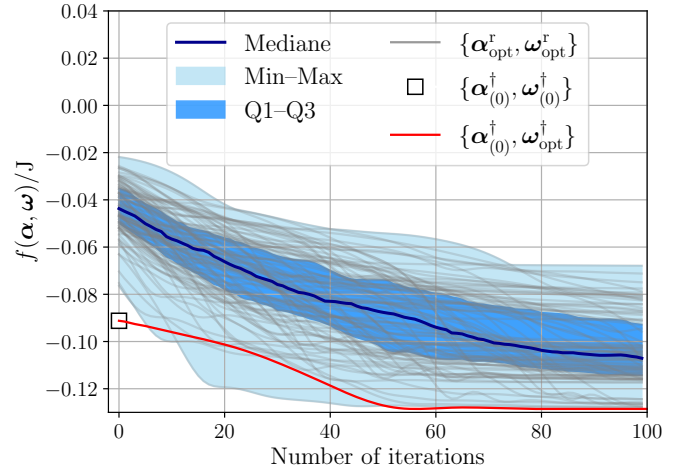 0.04
0.02
0.00
−0.02
−0.04
−0.06
−0.08
−0.10
−0.12
f(α, ω)/J
Mediane
Min–Max
Q1–Q3
{α^r_opt, ω^r_opt}
{α^†_(0), ω^†_(0)}
{α^†_(0), ω^†_opt}
0 20 40 60 80 100
Number of iterations